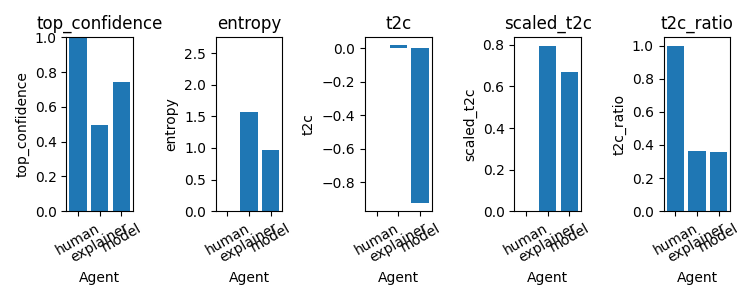 top_confidence
top_confidence
1.0
0.8
0.6
0.4
0.2
0.0
human
explainer
model
Agent
entropy
entropy
2.5
2.0
1.5
1.0
0.5
0.0
human
explainer
model
Agent
t2c
t2c
0.0
−0.2
−0.4
−0.6
−0.8
human
explainer
model
Agent
scaled_t2c
scaled_t2c
0.8
0.6
0.4
0.2
0.0
human
explainer
model
Agent
t2c_ratio
t2c_ratio
1.0
0.8
0.6
0.4
0.2
0.0
human
explainer
model
Agent